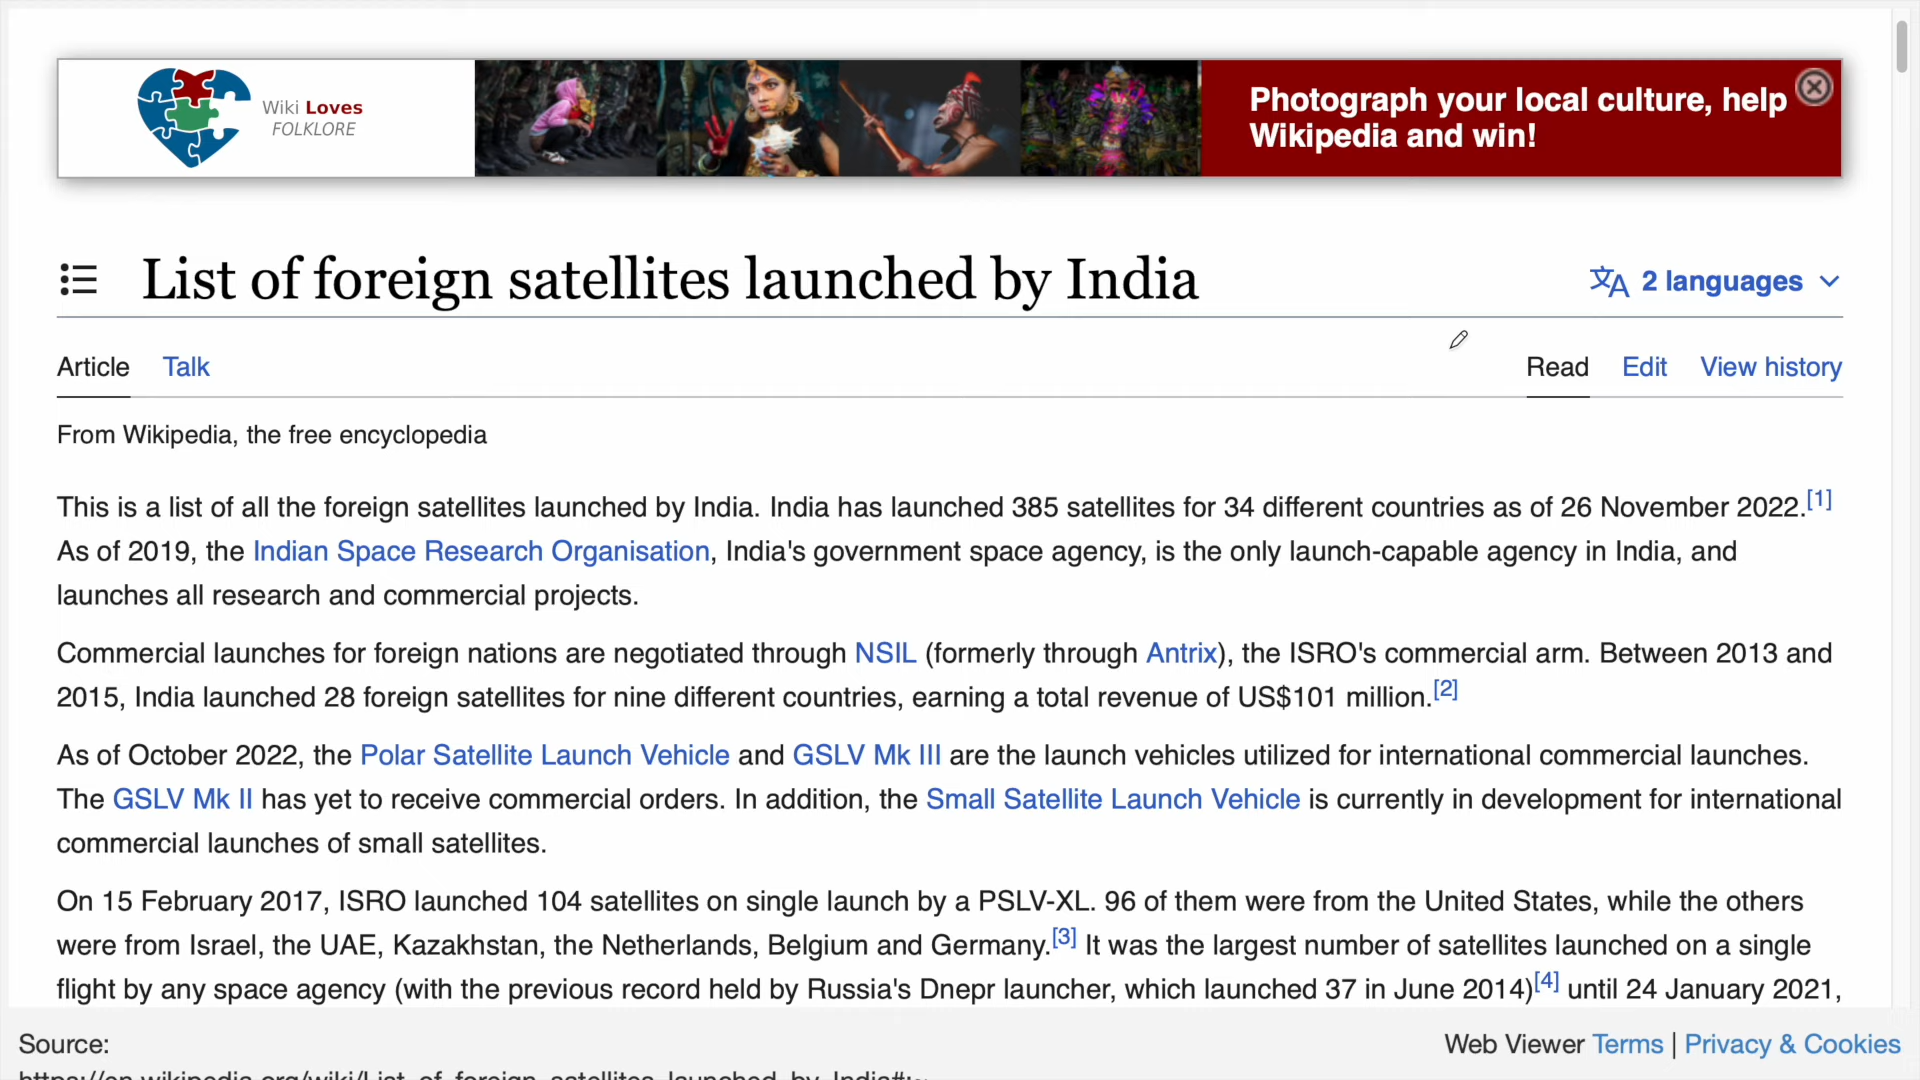 Wiki Loves
FOLKLORE
Photograph your local culture, help
Wikipedia and win!
List of foreign satellites launched by India
2 languages
Article Talk
Read Edit View history
From Wikipedia, the free encyclopedia
This is a list of all the foreign satellites launched by India. India has launched 385 satellites for 34 different countries as of 26 November 2022.[1]
As of 2019, the Indian Space Research Organisation, India's government space agency, is the only launch-capable agency in India, and
launches all research and commercial projects.
Commercial launches for foreign nations are negotiated through NSIL (formerly through Antrix), the ISRO's commercial arm. Between 2013 and
2015, India launched 28 foreign satellites for nine different countries, earning a total revenue of US$101 million.[2]
As of October 2022, the Polar Satellite Launch Vehicle and GSLV Mk III are the launch vehicles utilized for international commercial launches.
The GSLV Mk II has yet to receive commercial orders. In addition, the Small Satellite Launch Vehicle is currently in development for international
commercial launches of small satellites.
On 15 February 2017, ISRO launched 104 satellites on single launch by a PSLV-XL. 96 of them were from the United States, while the others
were from Israel, the UAE, Kazakhstan, the Netherlands, Belgium and Germany.[3] It was the largest number of satellites launched on a single
flight by any space agency (with the previous record held by Russia's Dnepr launcher, which launched 37 in June 2014)[4] until 24 January 2021,
Source:
Web Viewer Terms | Privacy & Cookies
https://en.wikipedia.org/wiki/List_of_foreign_satellites_launched_by_India#:~